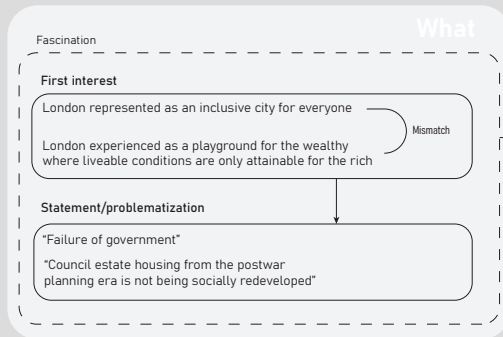 What
Fascination
First interest
London represented as an inclusive city for everyone
Mismatch
London experienced as a playground for the wealthy
where liveable conditions are only attainable for the rich
Statement/problematization
"Failure of government"
"Council estate housing from the postwar
planning era is not being socially redeveloped"